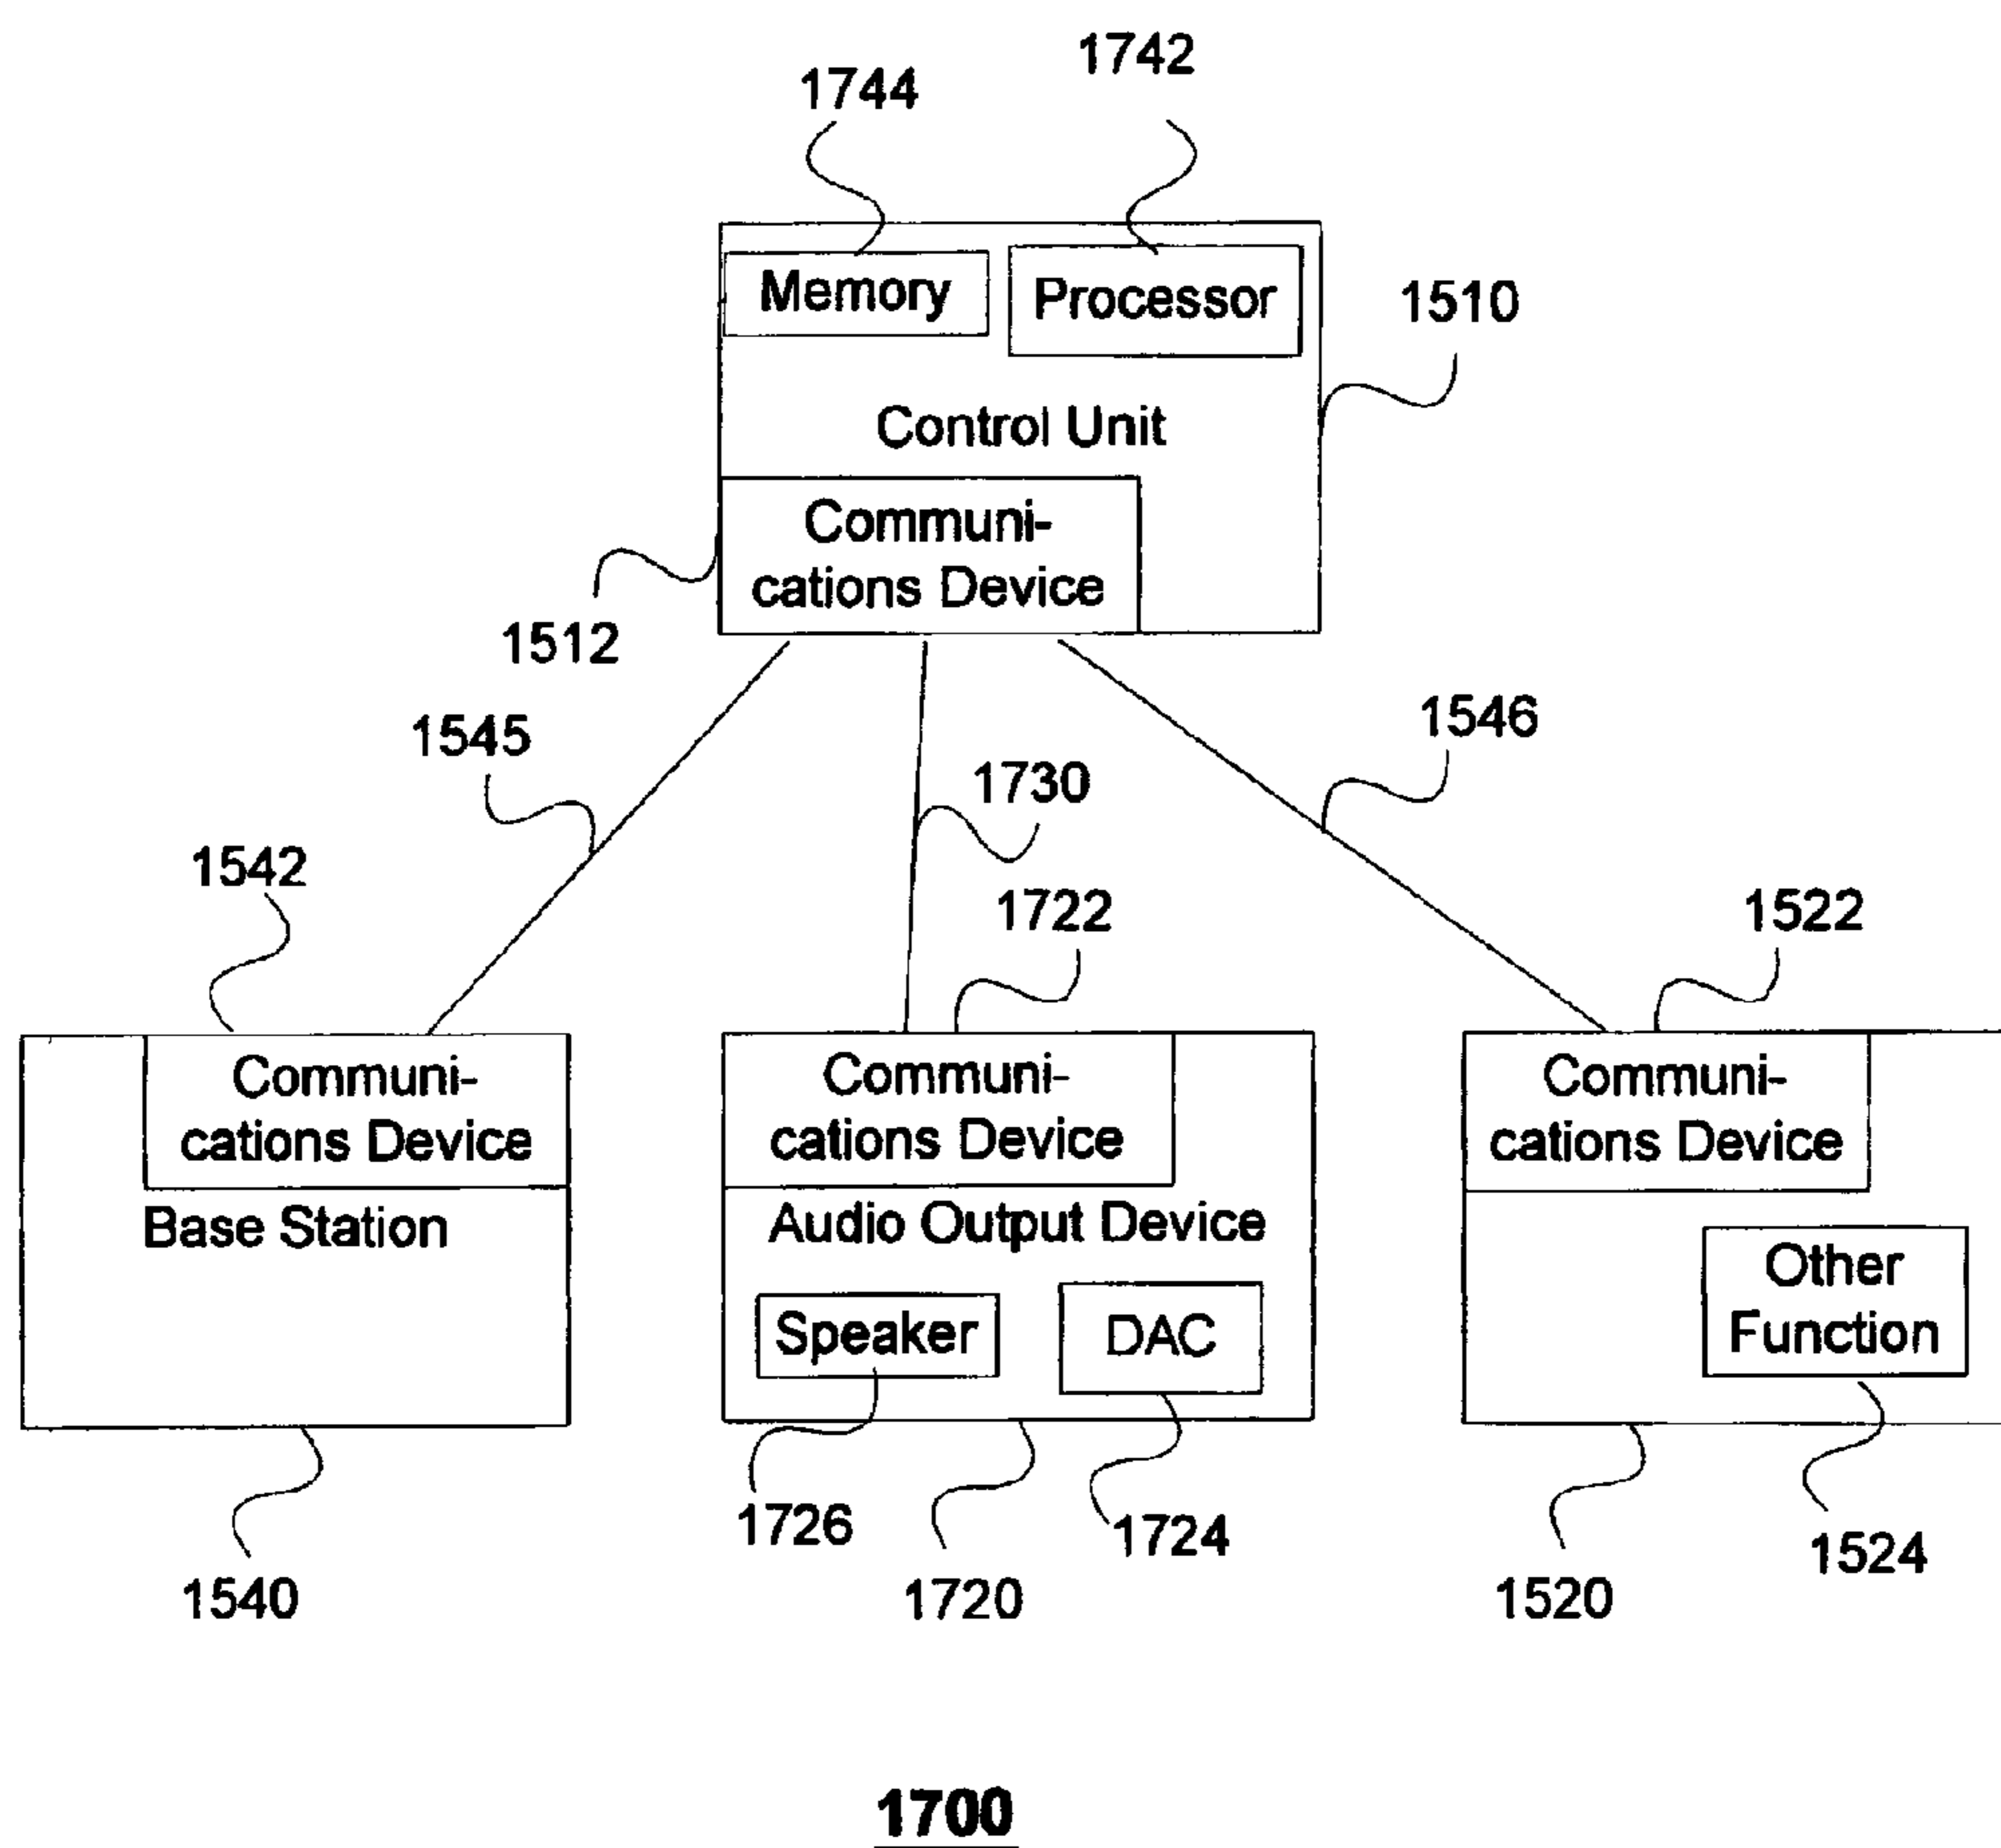 1742
1744
Memory
Processor
1510
Control Unit
Communi-
cations Device
1512
1545
1546
1730
1542
1722
1522
Communi-
cations Device
Base Station
Communi-
cations Device
Audio Output Device
Speaker
DAC
Communi-
cations Device
Other
Function
1726
1724
1524
1540
1720
1520
1700